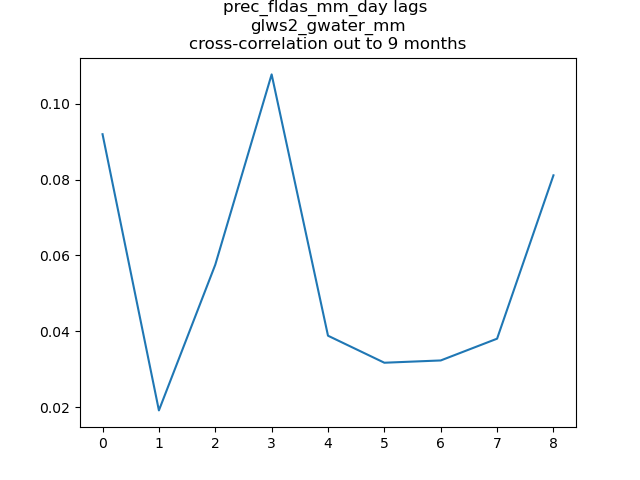 prec_fldas_mm_day lags
glws2_gwater_mm
cross-correlation out to 9 months
0.10
0.08
0.06
0.04
0.02
0 1 2 3 4 5 6 7 8